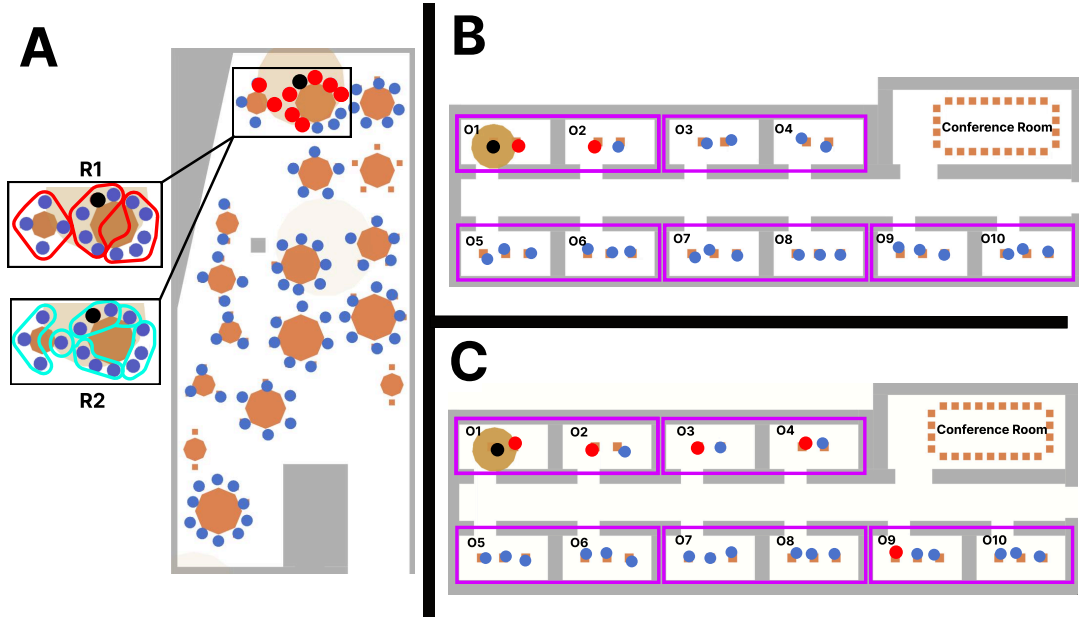 A
R1
R2
B
O1
O2
O3
O4
Conference Room
O5
O6
O7
O8
O9
O10
C
O1
O2
O3
O4
Conference Room
O5
O6
O7
O8
O9
O10